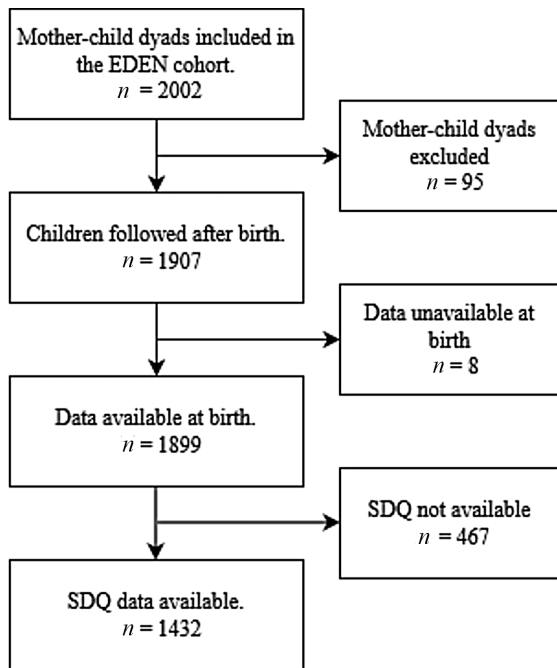 Mother-child dyads included in
the EDEN cohort.
n = 2002
Mother-child dyads
excluded
n = 95
Children followed after birth.
n = 1907
Data unavailable at
birth
n = 8
Data available at birth.
n = 1899
SDQ not available
n = 467
SDQ data available.
n = 1432